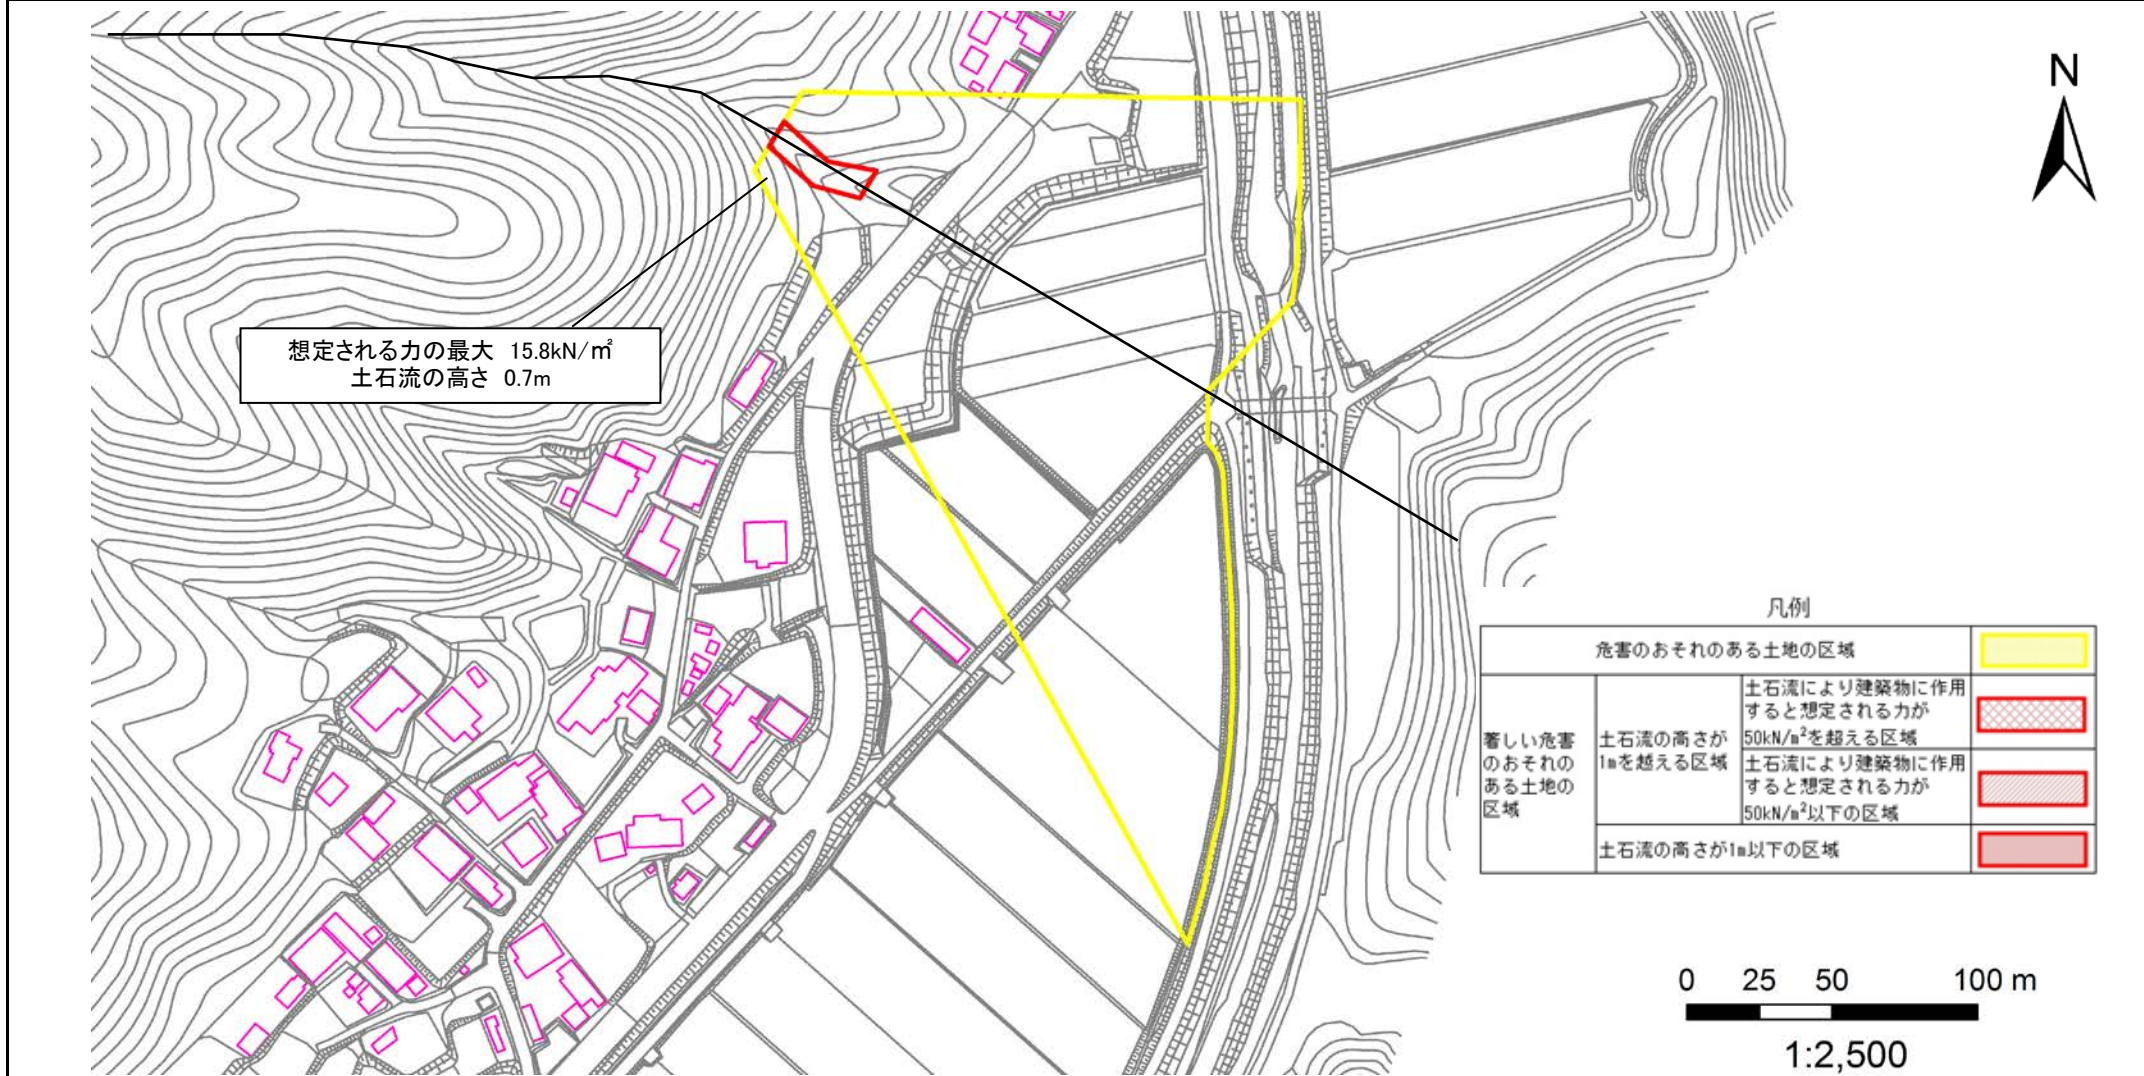 N
想定される力の最大 15.8kN/㎡
土石流の高さ 0.7m
凡例
危害のおそれのある土地の区域
著しい危害
のおそれの
ある土地の
区域
土石流の高さが
1mを越える区域
土石流により建築物に作用
すると想定される力が
50kN/m²を超える区域
土石流により建築物に作用
すると想定される力が
50kN/m²以下の区域
土石流の高さが1m以下の区域
0 25 50 100 m
1:2,500